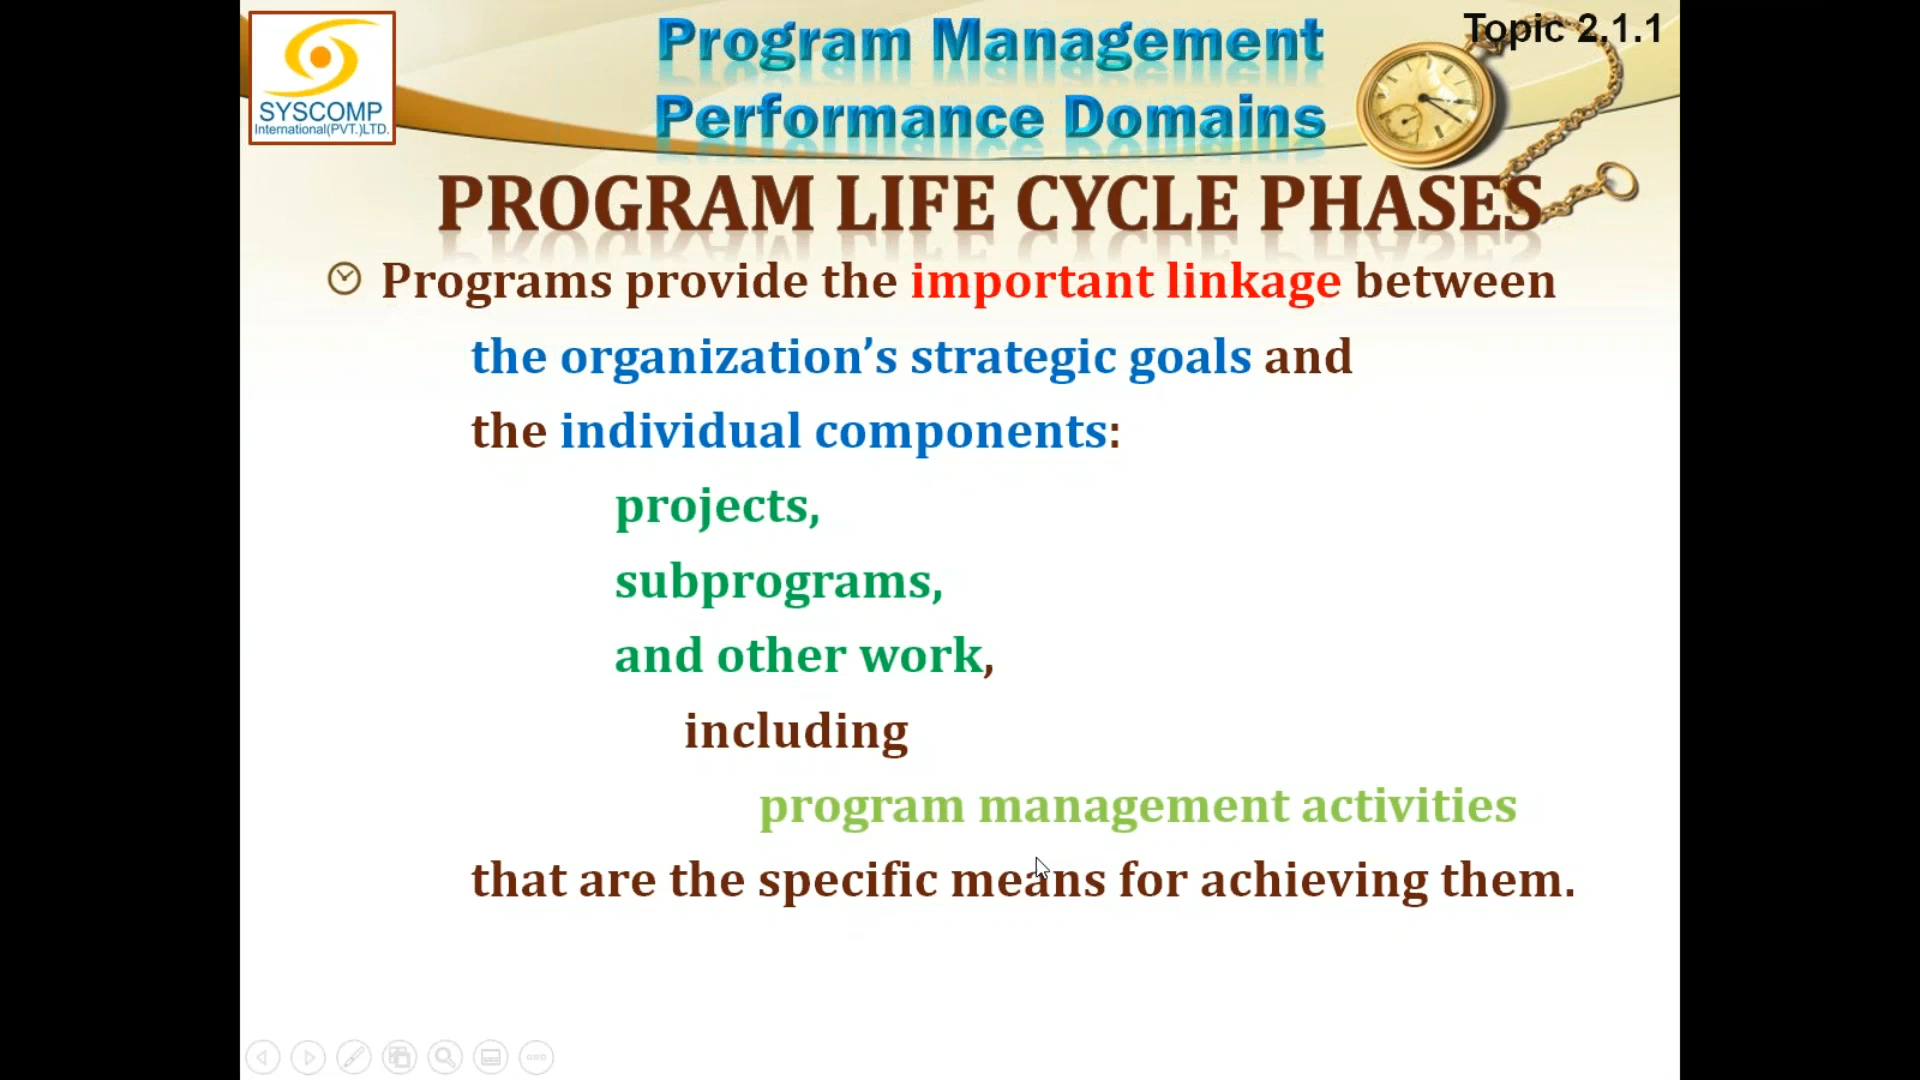 SYSCOMP
International(PVT.)LTD.
Program Management
Performance Domains
Topic 2.1.1
PROGRAM LIFE CYCLE PHASES
Programs provide the important linkage between
the organization’s strategic goals and
the individual components:
projects,
subprograms,
and other work,
including
program management activities
that are the specific means for achieving them.